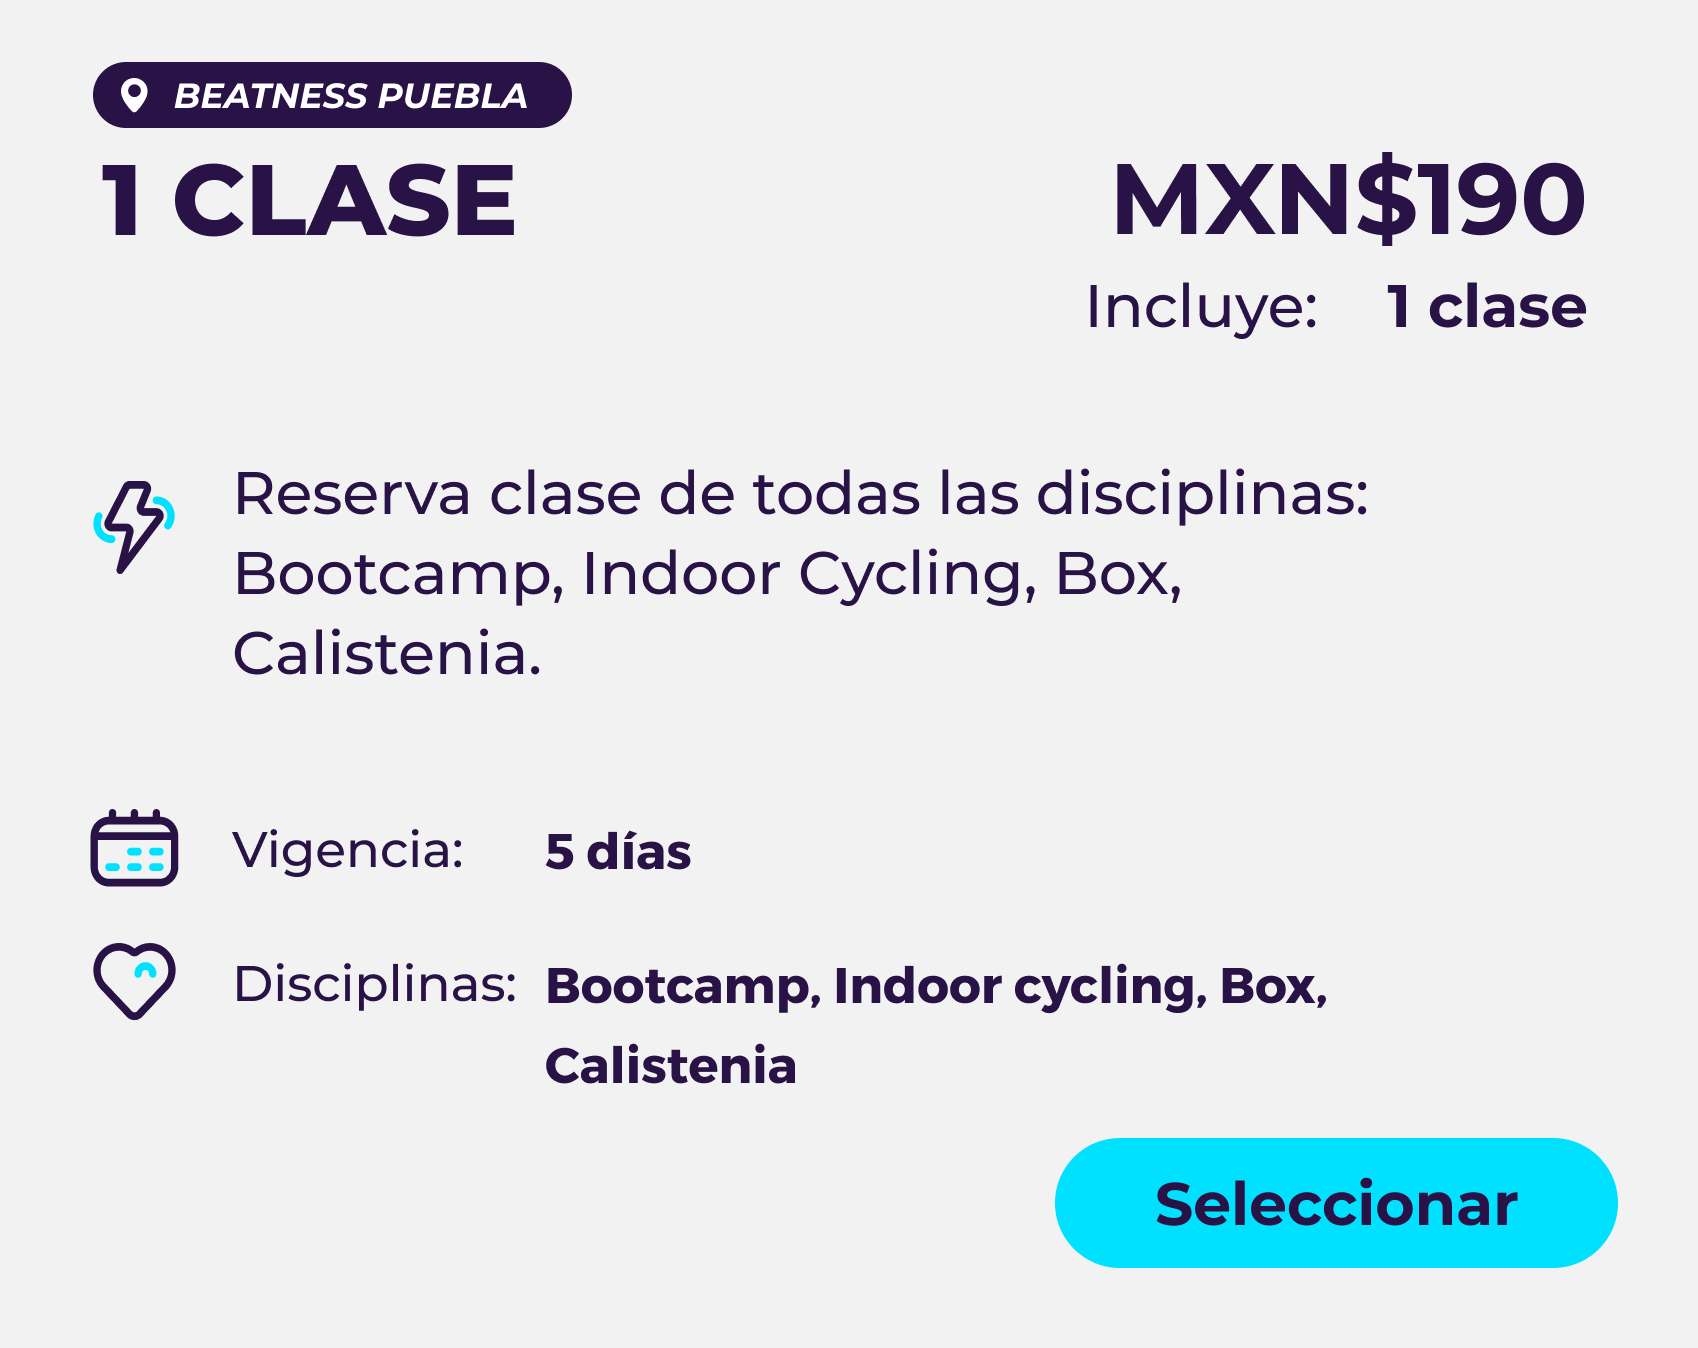 BEATNESS PUEBLA
1 CLASE
MXN$190
Incluye: 1 clase
Reserva clase de todas las disciplinas:
Bootcamp, Indoor Cycling, Box,
Calistenia.
Vigencia: 5 días
Disciplinas: Bootcamp, Indoor cycling, Box,
Calistenia
Seleccionar